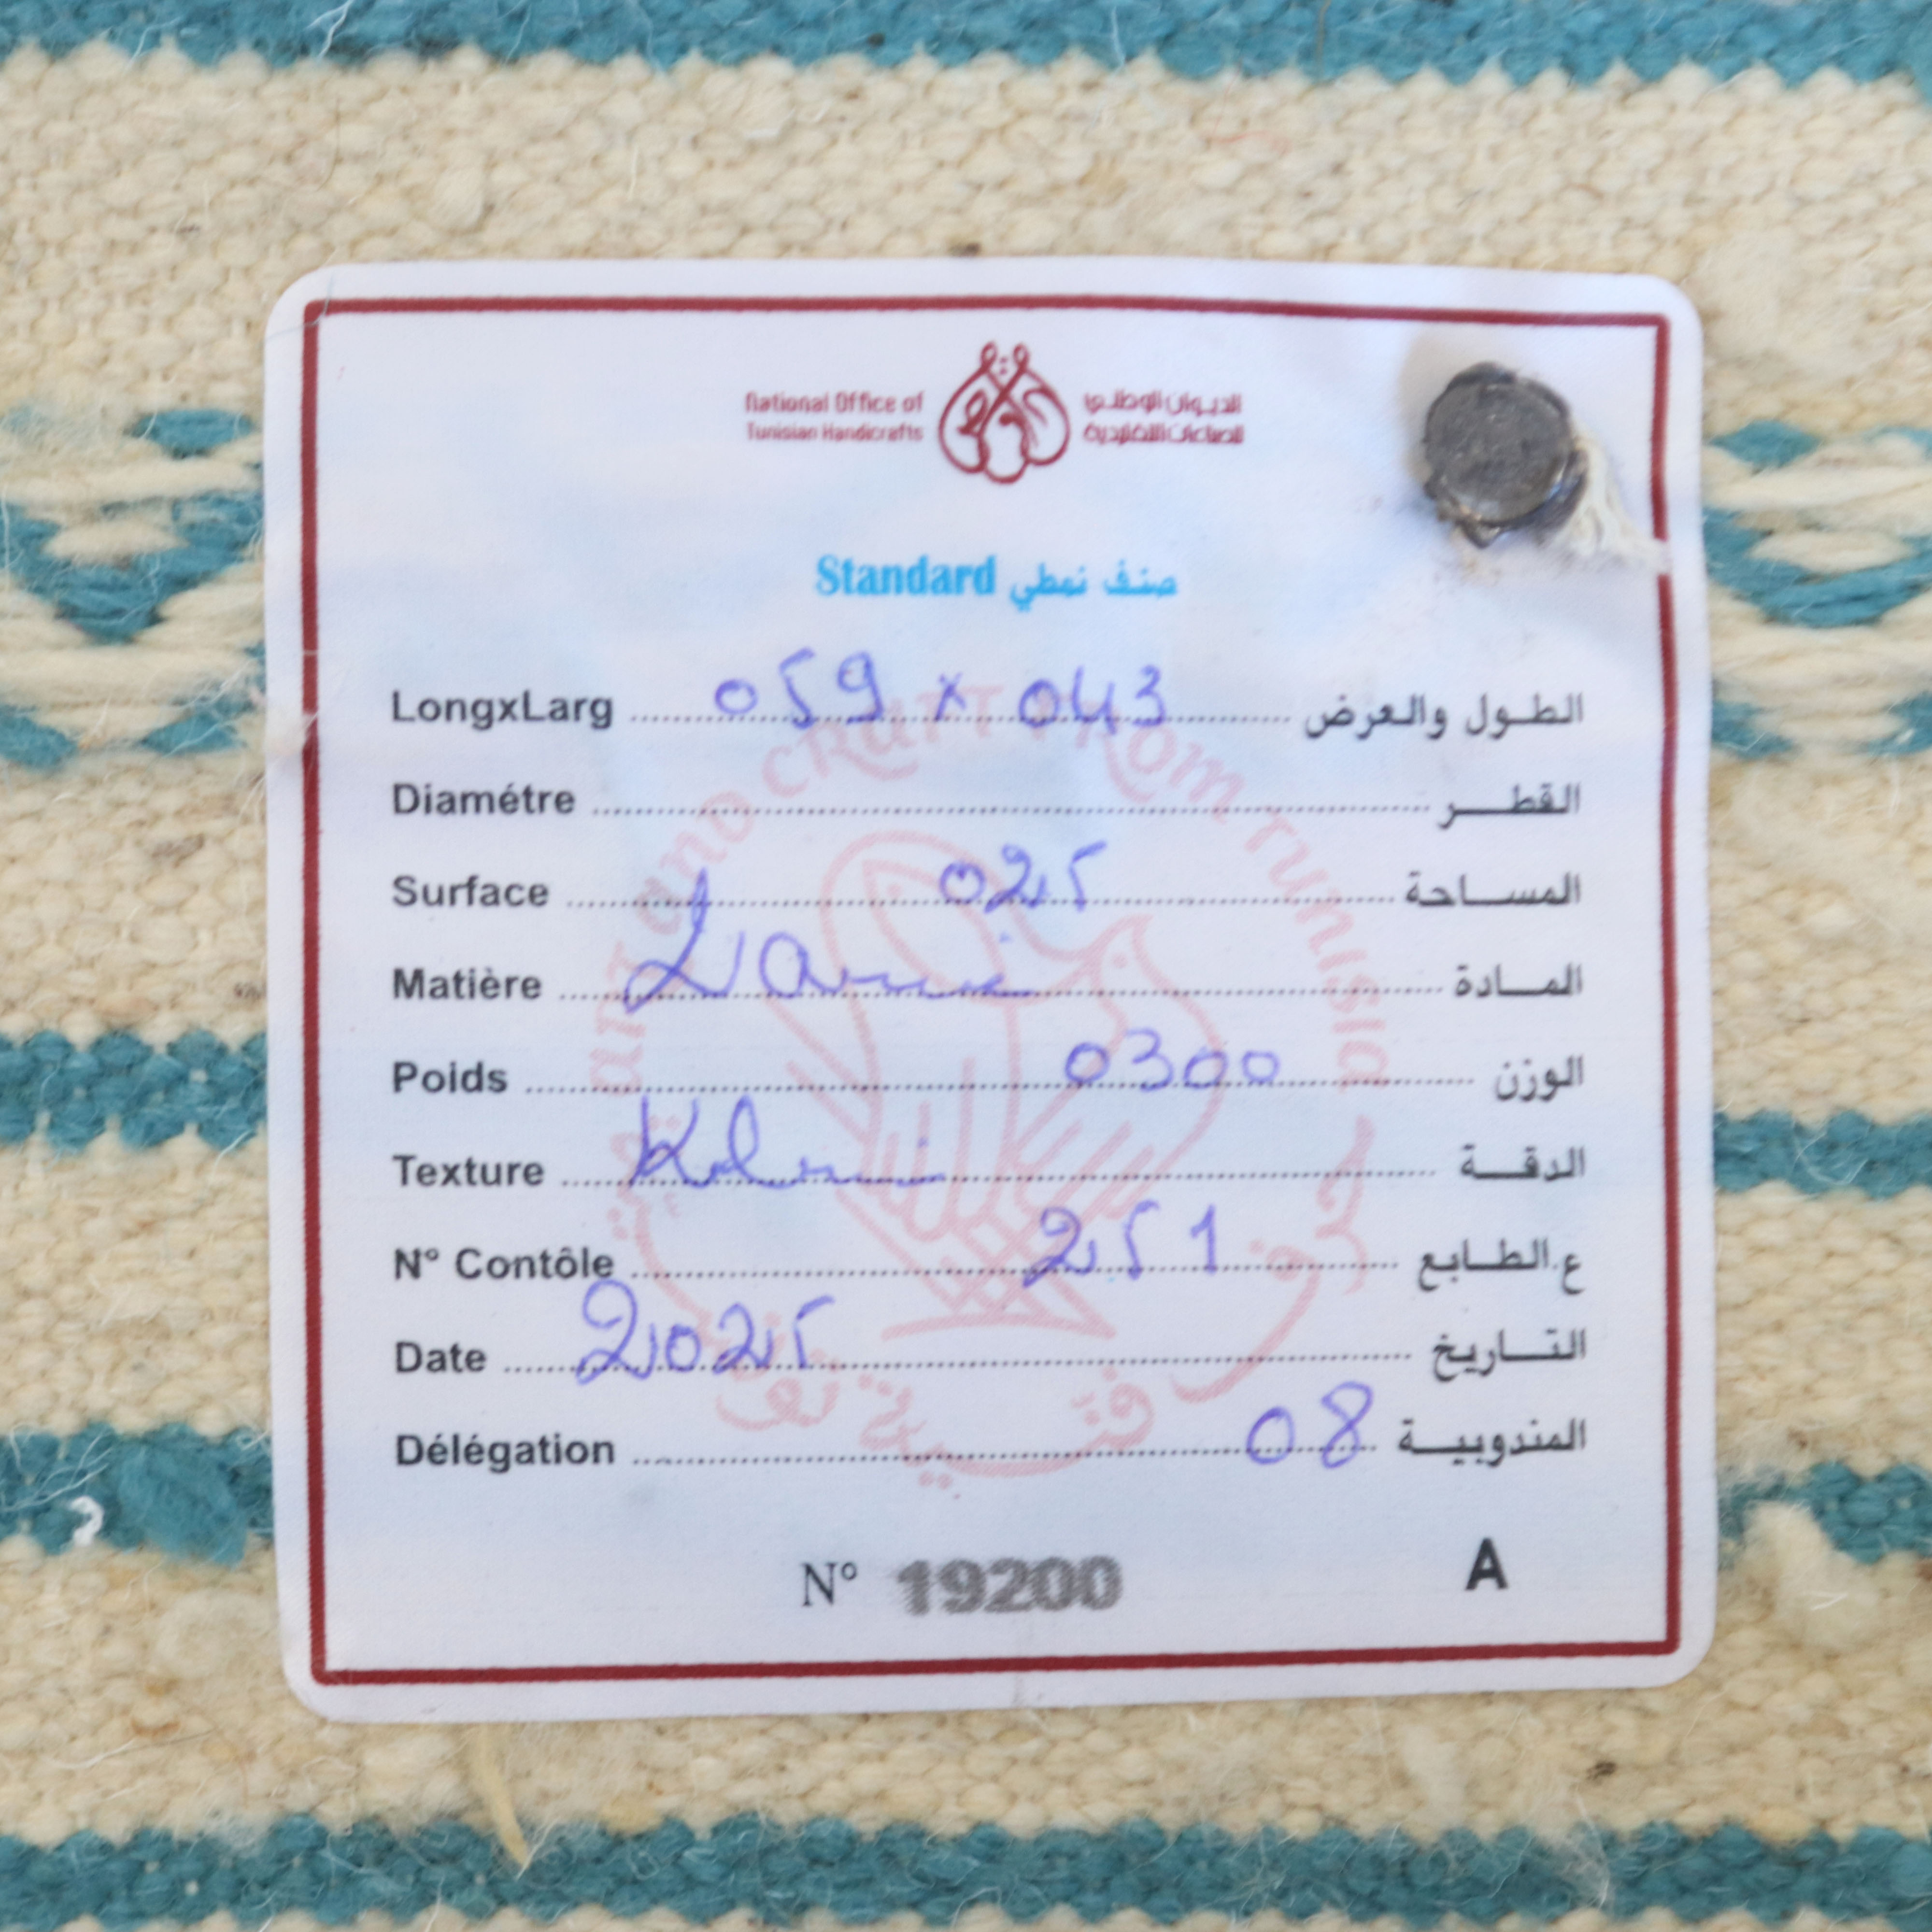 National Office of الديوان الوطني
Tunisian Handicrafts للصناعات التقليدية
Standard صنف نمطي
LongxLarg 059 x 043 الطول والعرض
Diamétre القطر
Surface 025 المساحة
Matière Laine المادة
Poids 0300 الوزن
Texture Klim الدقة
N° Contôle 251 ع.الطابع
Date 2025 التاريخ
Délégation 08 المندوبية
N° 19200 A